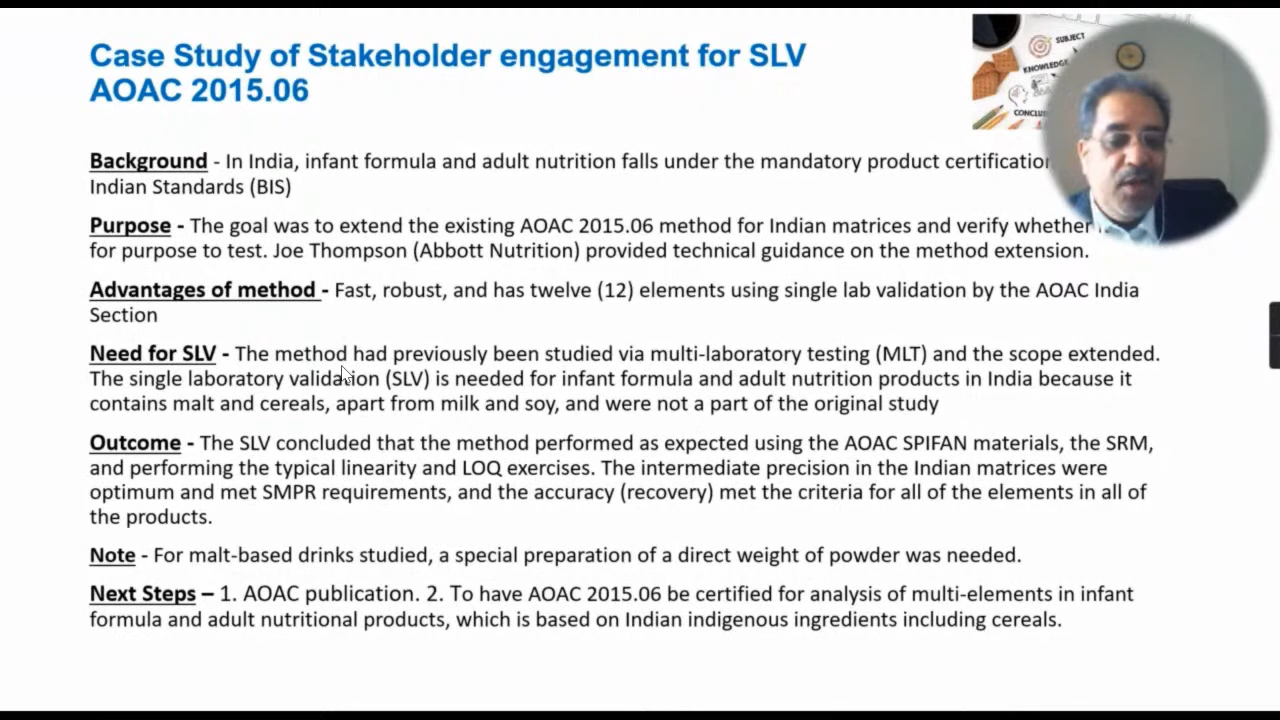 Case Study of Stakeholder engagement for SLV
AOAC 2015.06
SUBJECT
KNOWLEDGE
Background - In India, infant formula and adult nutrition falls under the mandatory product
Indian Standards (BIS)
Purpose - The goal was to extend the existing AOAC 2015.06 method for Indian matrices and verify whether
for purpose to test. Joe Thompson (Abbott Nutrition) provided technical guidance on the method extension.
Advantages of method - Fast, robust, and has twelve (12) elements using single lab validation by the AOAC India
Section
Need for SLV - The method had previously been studied via multi-laboratory testing (MLT) and the scope extended.
The single laboratory validation (SLV) is needed for infant formula and adult nutrition products in India because it
contains malt and cereals, apart from milk and soy, and were not a part of the original study
Outcome - The SLV concluded that the method performed as expected using the AOAC SPIFAN materials, the SRM,
and performing the typical linearity and LOQ exercises. The intermediate precision in the Indian matrices were
optimum and met SMPR requirements, and the accuracy (recovery) met the criteria for all of the elements in all of
the products.
Note - For malt-based drinks studied, a special preparation of a direct weight of powder was needed.
Next Steps – 1. AOAC publication. 2. To have AOAC 2015.06 be certified for analysis of multi-elements in infant
formula and adult nutritional products, which is based on Indian indigenous ingredients including cereals.